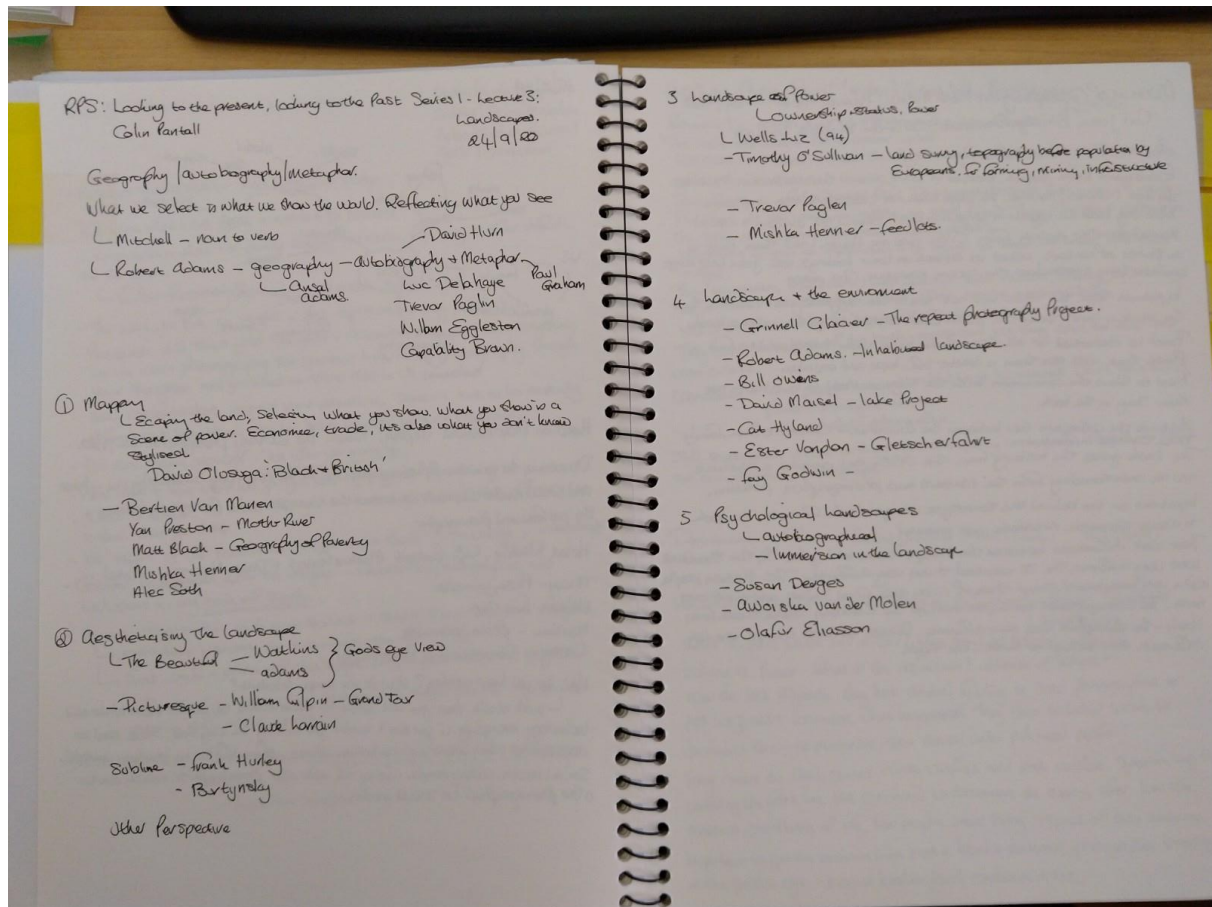 RPS: Looking to the present, looking to the Past Series 1 - Lecture 3:
Colin Pantall
Landscapes.
24/9/20
Geography/autobiography/metaphor.
What we select is what we show the world. Reflecting what you see
Mitchell - noun to verb
David Hurn
Robert Adams - geography - autobiography + Metaphor
Paul Graham
Ansal adams.
Luc Delahaye
Trevor Paglin
Willam Eggleston
Capability Brown.
① Mapping
the land, Selecting what you show. What you show is a
Scene of power. Economic, trade, it's also what you don't know
Stylised
David Olosuga: 'Black + British'
- Bertien Van Manen
Yan Preston - Mother River
Matt Black - Geography of Poverty
Mishka Henner
Alec Soth
② Aestheticising the landscape
The Beautiful - Watkins } Gods eye view
- adams
- Picturesque - William Gilpin - Grand Tour
- Claude Lorrain
Sublime - Frank Hurley
- Burtynsky
Other Perspective
3 Landscape Power
Ownership, Status, Power
Wells. Liz (94)
- Timothy O'Sullivan - land survey, topography before population by
Europeans. for farming, mining, infrastructure
- Trevor Paglen
- Mishka Henner - feedlots.
4 Landscape + the environment
- Grinnell Glacier - The repeat photography Project.
- Robert Adams. - Inhabited landscape.
- Bill Owens
- David Maisel - lake Project
- Cat Hyland
- Ester Vonplon - Gletscherfahrt
- Fay Godwin -
5 Psychological Landscapes
autobiographical
- Immersion in the landscape
- Susan Derges
- Awoiska van der Molen
- Olafur Eliasson